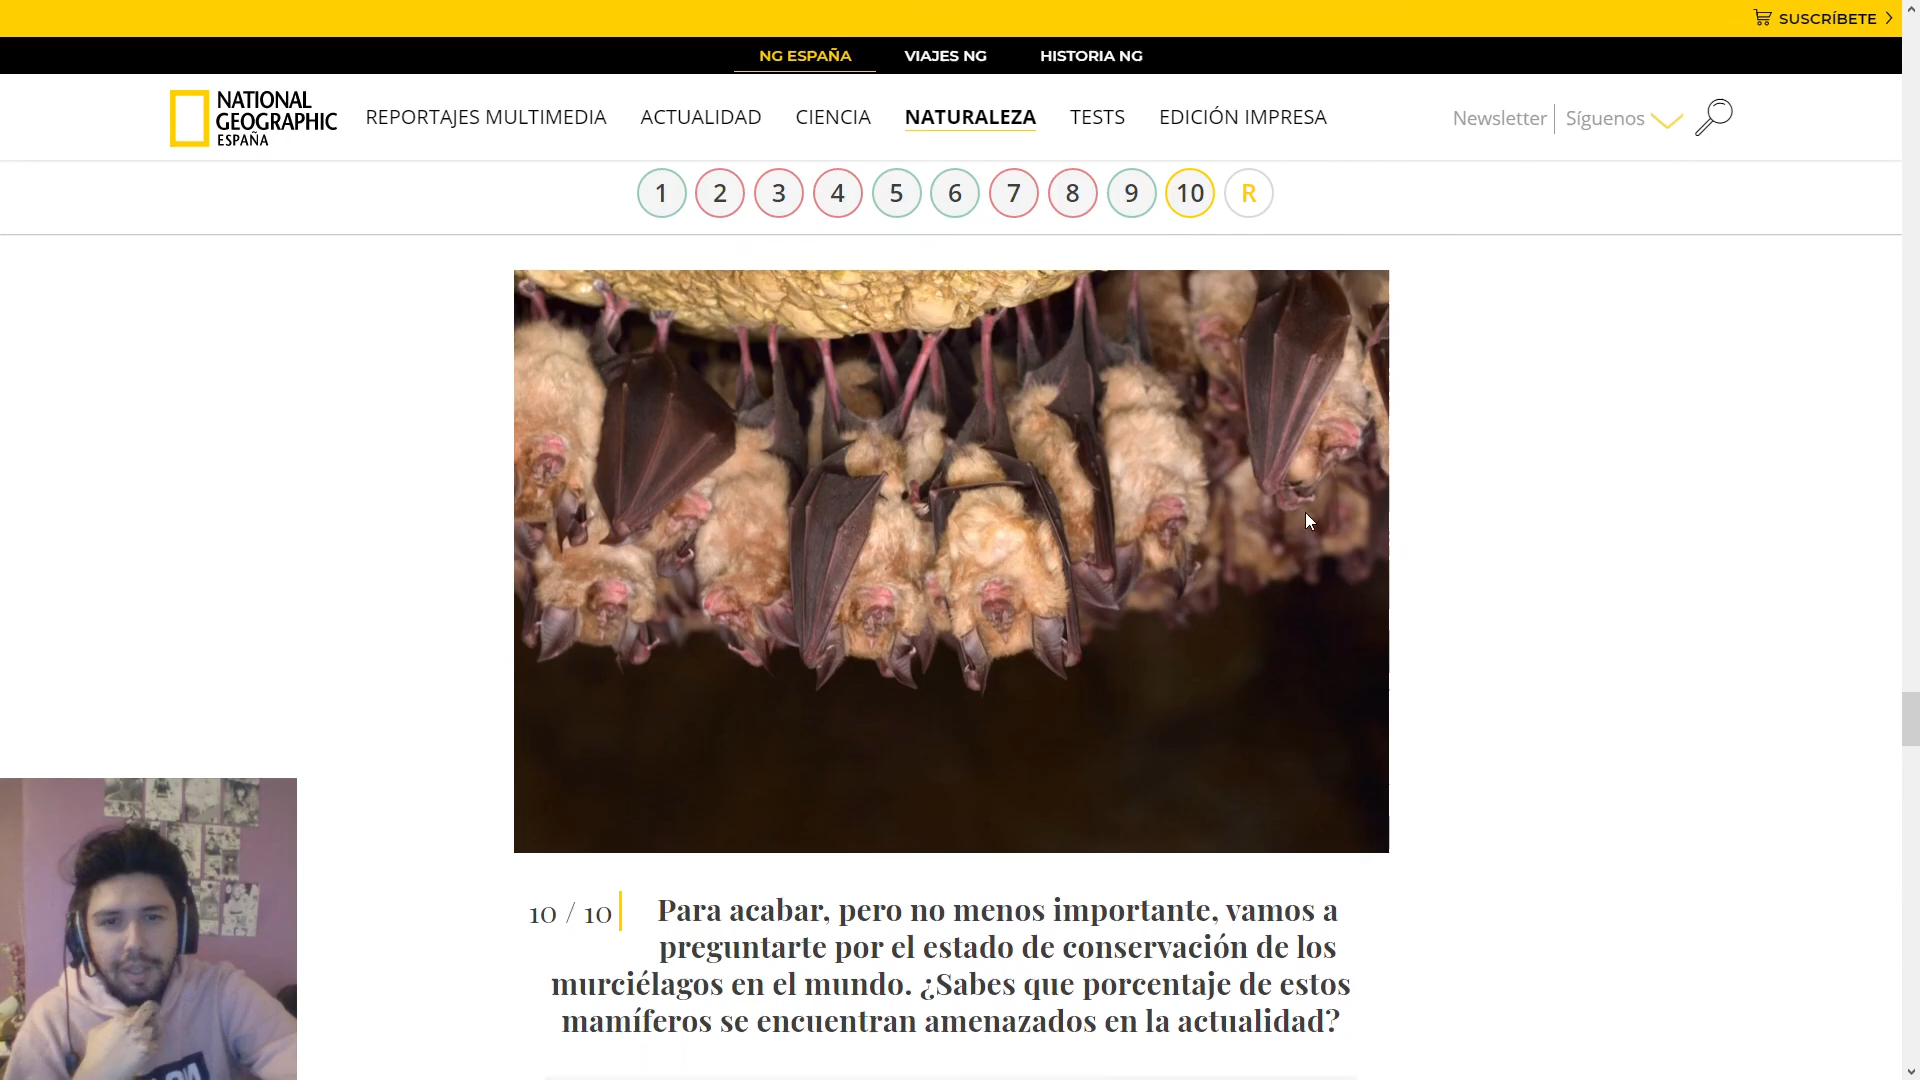 SUSCRÍBETE
NG ESPAÑA VIAJES NG HISTORIA NG
NATIONAL
GEOGRAPHIC
ESPAÑA
REPORTAJES MULTIMEDIA ACTUALIDAD CIENCIA NATURALEZA TESTS EDICIÓN IMPRESA
Newsletter Síguenos
1 2 3 4 5 6 7 8 9 10 R
10 / 10
Para acabar, pero no menos importante, vamos a
preguntarte por el estado de conservación de los
murciélagos en el mundo. ¿Sabes que porcentaje de estos
mamíferos se encuentran amenazados en la actualidad?